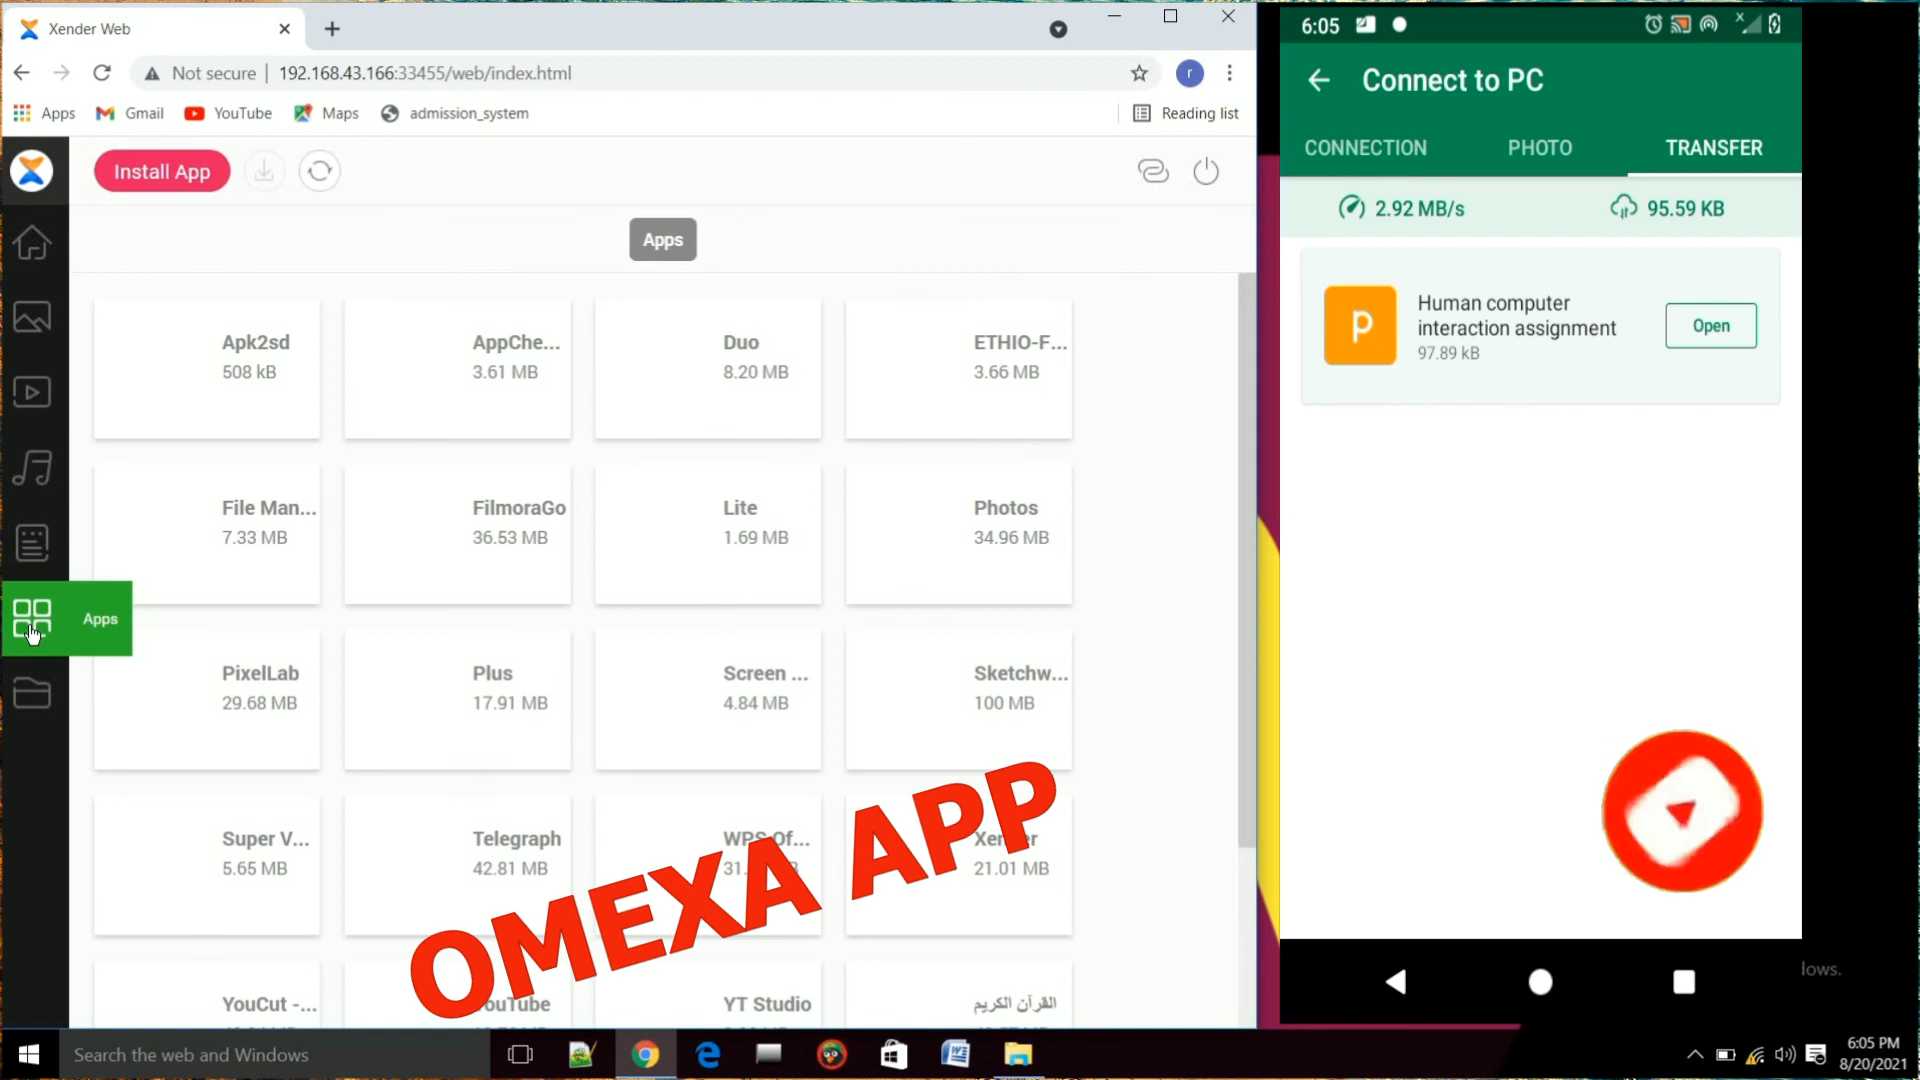 Xender Web
Not secure | 192.168.43.166:33455/web/index.html
r
Apps Gmail YouTube Maps admission_system Reading list
Install App
Apps
Apk2sd
508 kB
AppChe...
3.61 MB
Duo
8.20 MB
ETHIO-F...
3.66 MB
File Man...
7.33 MB
FilmoraGo
36.53 MB
Lite
1.69 MB
Photos
34.96 MB
Apps
PixelLab
29.68 MB
Plus
17.91 MB
Screen ...
4.84 MB
Sketchw...
100 MB
Super V...
5.65 MB
Telegraph
42.81 MB
WPS Of...
31.
Xender
21.01 MB
YouCut -...
YouTube
YT Studio
القرآن الكريم
OMEXA APP
6:05
Connect to PC
CONNECTION PHOTO TRANSFER
2.92 MB/s 95.59 KB
P
Human computer
interaction assignment
97.89 kB
Open
lows.
Search the web and Windows
6:05 PM
8/20/2021